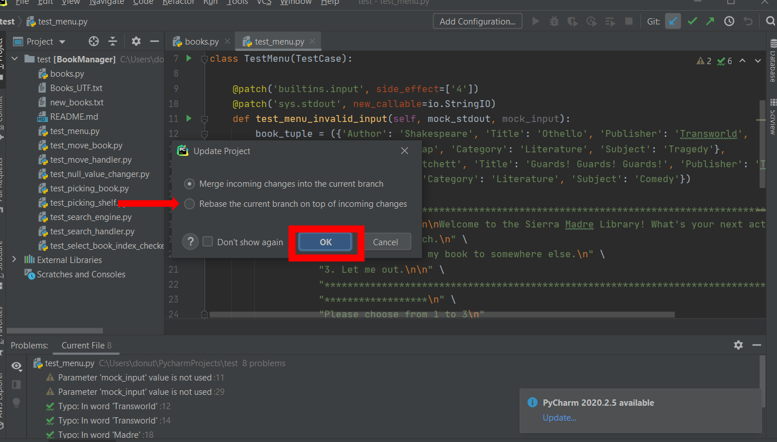 File Edit View Navigate Code Refactor Run Tools VCS Window Help test - test_menu.py
test test_menu.py
Add Configuration... Git:
Project books.py test_menu.py
test [BookManager] C:\Users\do
books.py
Books_UTF.txt
new_books.txt
README.md
test_menu.py
test_move_book.py
test_move_handler.py
test_null_value_changer.py
test_picking_book.py
test_picking_shelf.
test_search_engine.py
test_search_handler.py
test_select_book_index_checke
External Libraries
Scratches and Consoles
7 class TestMenu(TestCase): 2 6
8
9 @patch('builtins.input', side_effect=['4'])
10 @patch('sys.stdout', new_callable=io.StringIO)
11 def test_menu_invalid_input(self, mock_stdout, mock_input):
12 book_tuple = ({'Author': 'Shakespeare', 'Title': 'Othello', 'Publisher': 'Transworld',
ap', 'Category': 'Literature', 'Subject': 'Tragedy'},
tchett', 'Title': 'Guards! Guards! Guards!', 'Publisher': 'T
'Category': 'Literature', 'Subject': 'Comedy'})
************************************************************
\n\nWelcome to the Sierra Madre Library! What's your next act
ch.\n" \
my book to somewhere else.\n" \
21 "3. Let me out.\n\n" \
22 "************************************************************
23 "******************\n" \
24 "Please choose from 1 to 3\n"
Update Project
Merge incoming changes into the current branch
Rebase the current branch on top of incoming changes
? Don't show again OK Cancel
Database
SciView
Problems: Current File 8
test_menu.py C:\Users\donut\PycharmProjects\test 8 problems
Parameter 'mock_input' value is not used :11
Parameter 'mock_input' value is not used :29
Typo: In word 'Transworld' :12
Typo: In word 'Transworld' :14
Typo: In word 'Madre' :18
PyCharm 2020.2.5 available
Update...